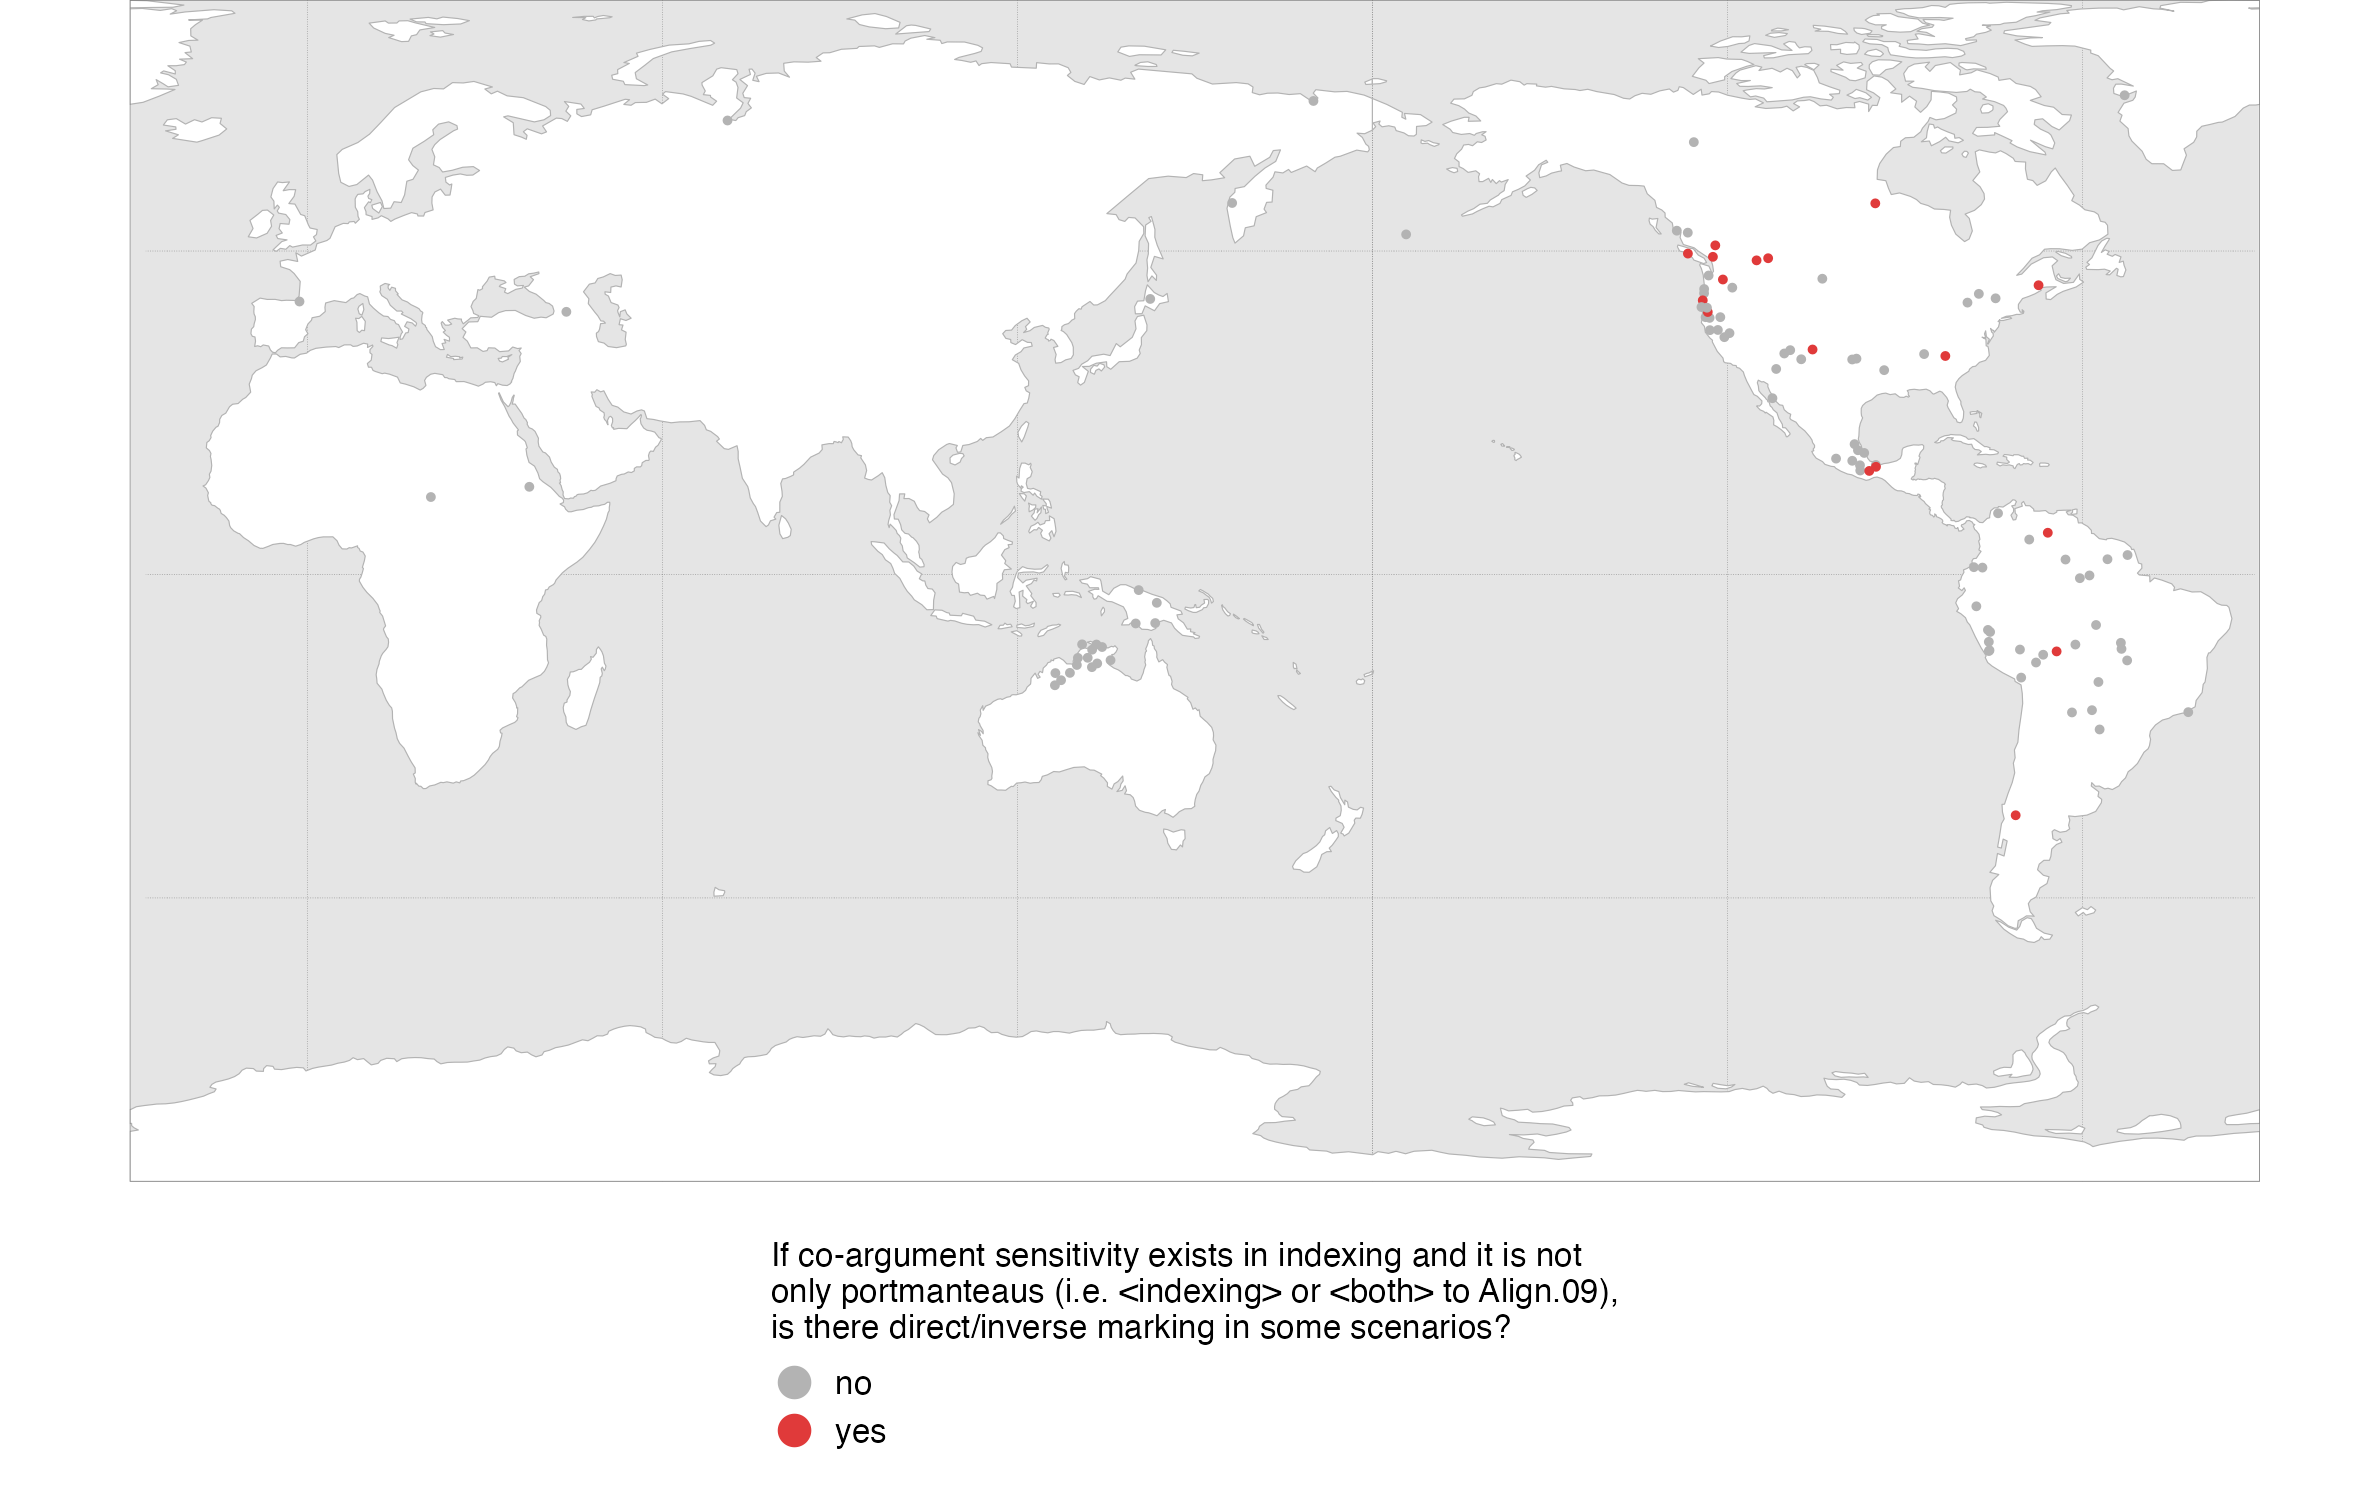 If co-argument sensitivity exists in indexing and it is not
only portmanteaus (i.e. <indexing> or <both> to Align.09),
is there direct/inverse marking in some scenarios?
no
yes